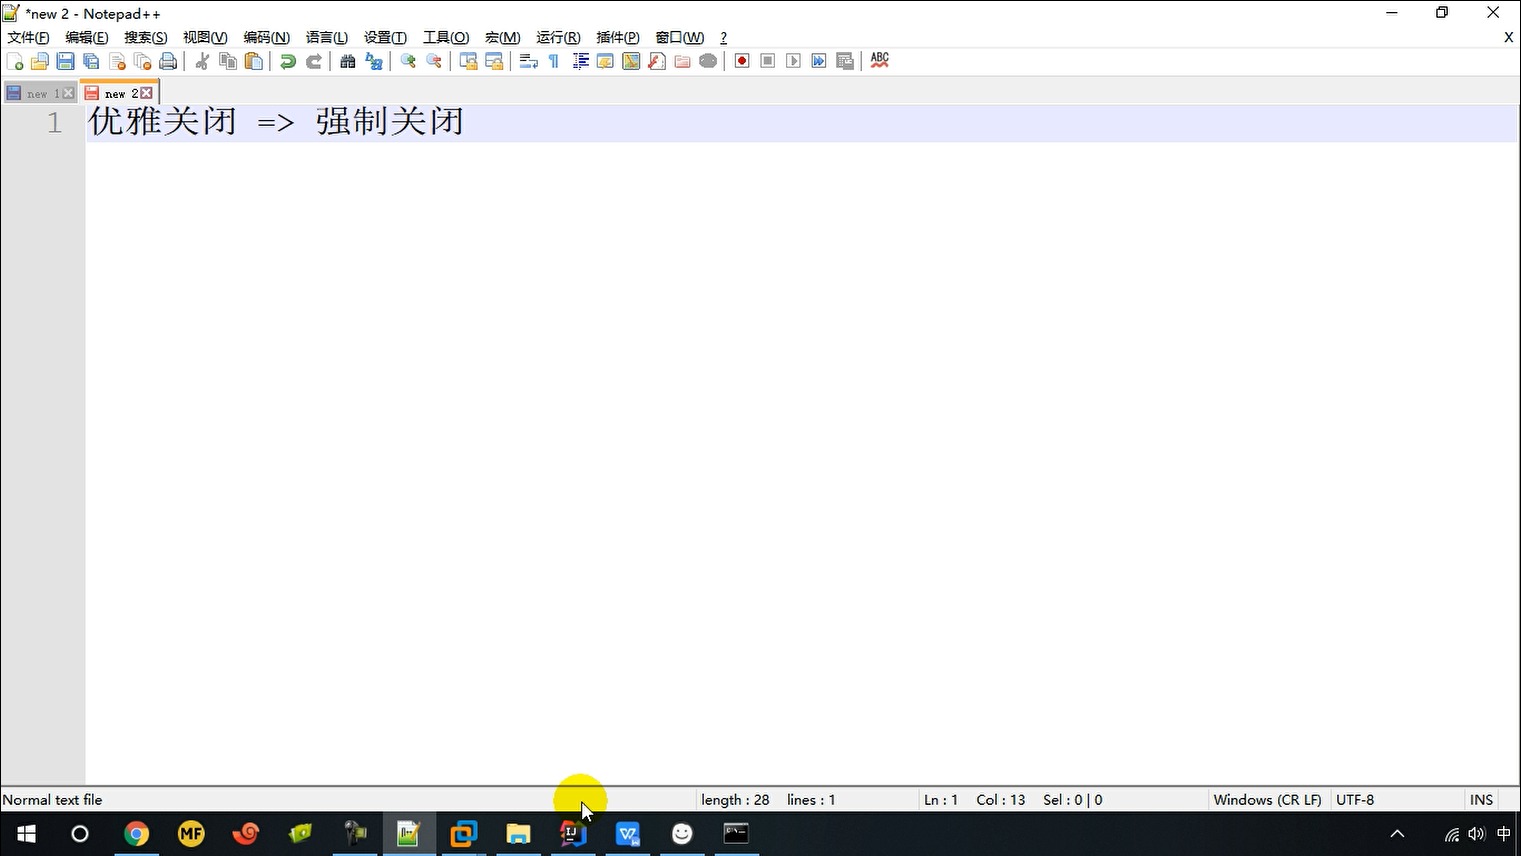 *new 2 - Notepad++
文件(F) 编辑(E) 搜索(S) 视图(V) 编码(N) 语言(L) 设置(T) 工具(O) 宏(M) 运行(R) 插件(P) 窗口(W) ? X
ABC
new 1 new 2
1 优雅关闭 => 强制关闭
Normal text file length : 28 lines : 1 Ln : 1 Col : 13 Sel : 0 | 0 Windows (CR LF) UTF-8 INS
MF IJ 中